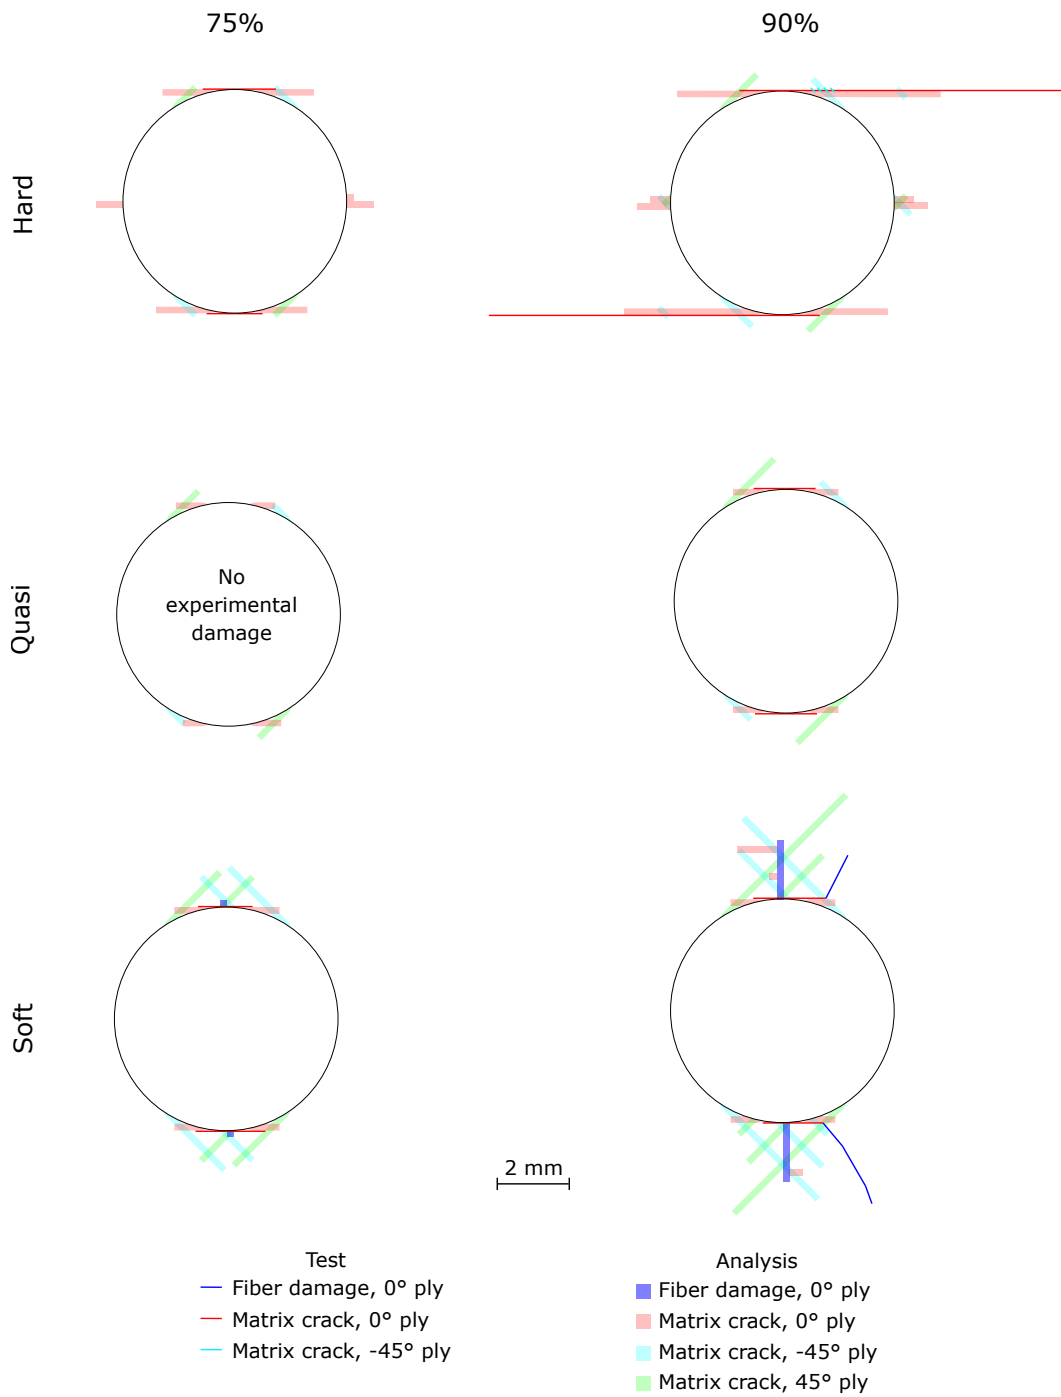 75%
90%
Hard
Quasi
No
experimental
damage
Soft
2 mm
Test
Fiber damage, 0° ply
Matrix crack, 0° ply
Matrix crack, -45° ply
Analysis
Fiber damage, 0° ply
Matrix crack, 0° ply
Matrix crack, -45° ply
Matrix crack, 45° ply